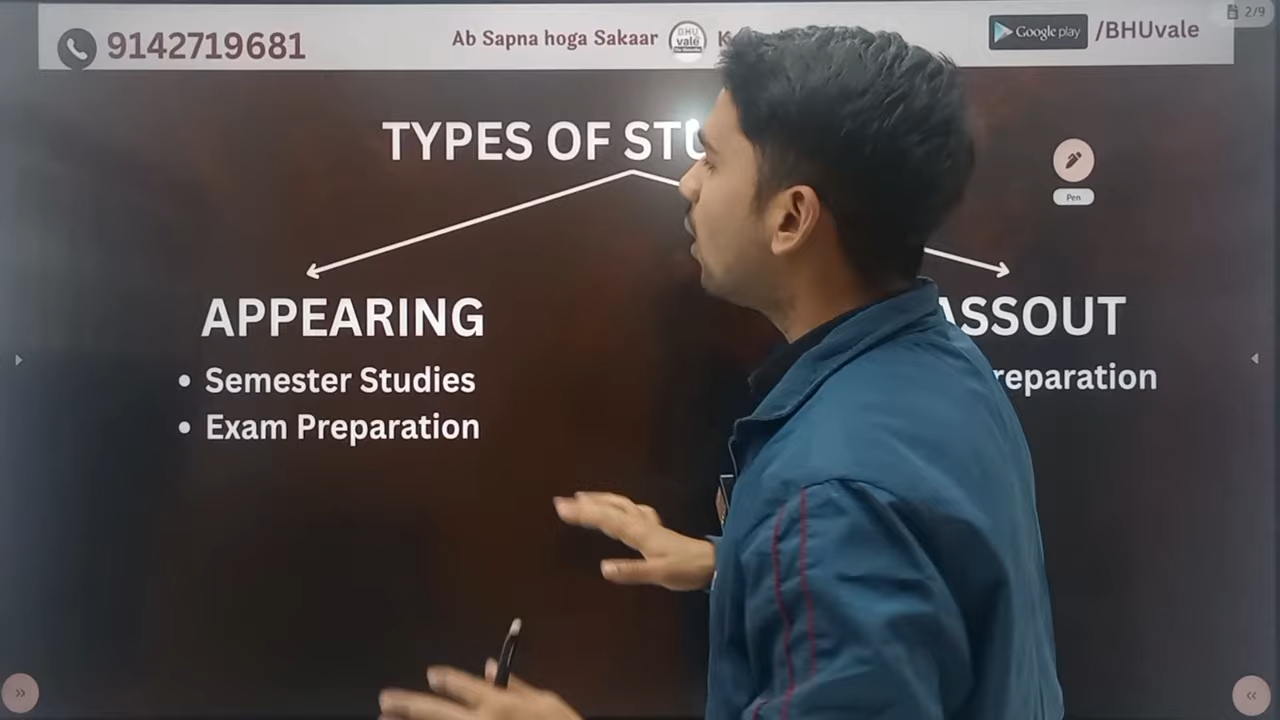 2/9
9142719681
Ab Sapna hoga Sakaar
BHU
vale
Google play
/BHUvale
TYPES OF STU
Pen
APPEARING
ASSOUT
• Semester Studies
• Exam Preparation
reparation